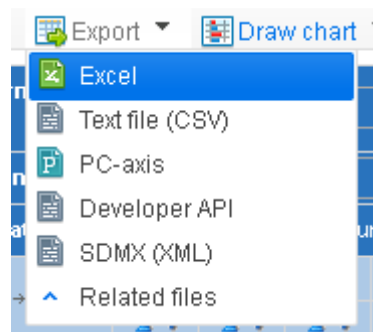 Export Draw chart
Excel
Text file (CSV)
PC-axis
Developer API
SDMX (XML)
Related files